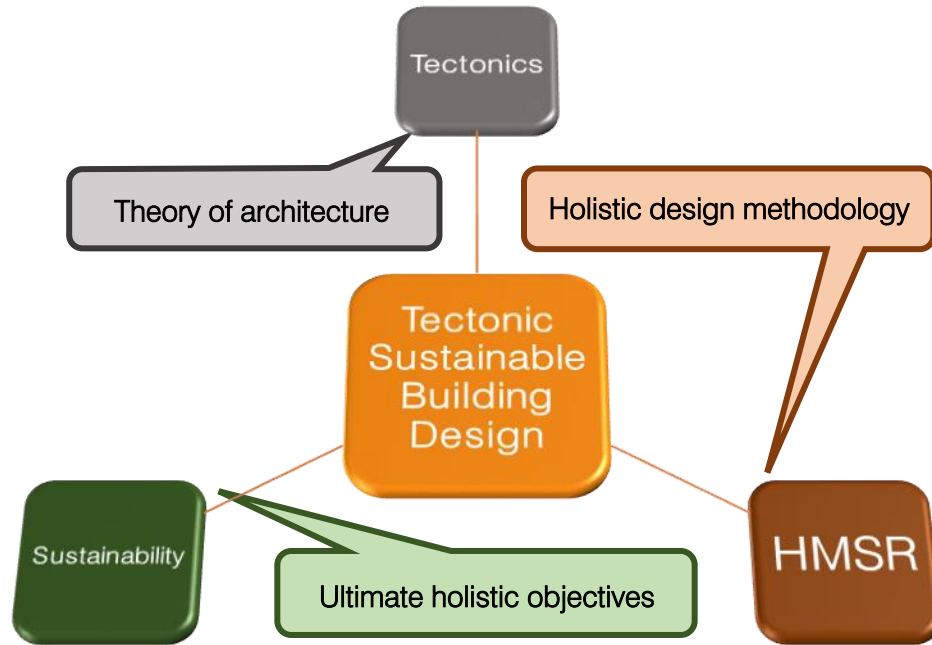 Tectonics
Theory of architecture
Holistic design methodology
Tectonic
Sustainable
Building
Design
Sustainability
HMSR
Ultimate holistic objectives